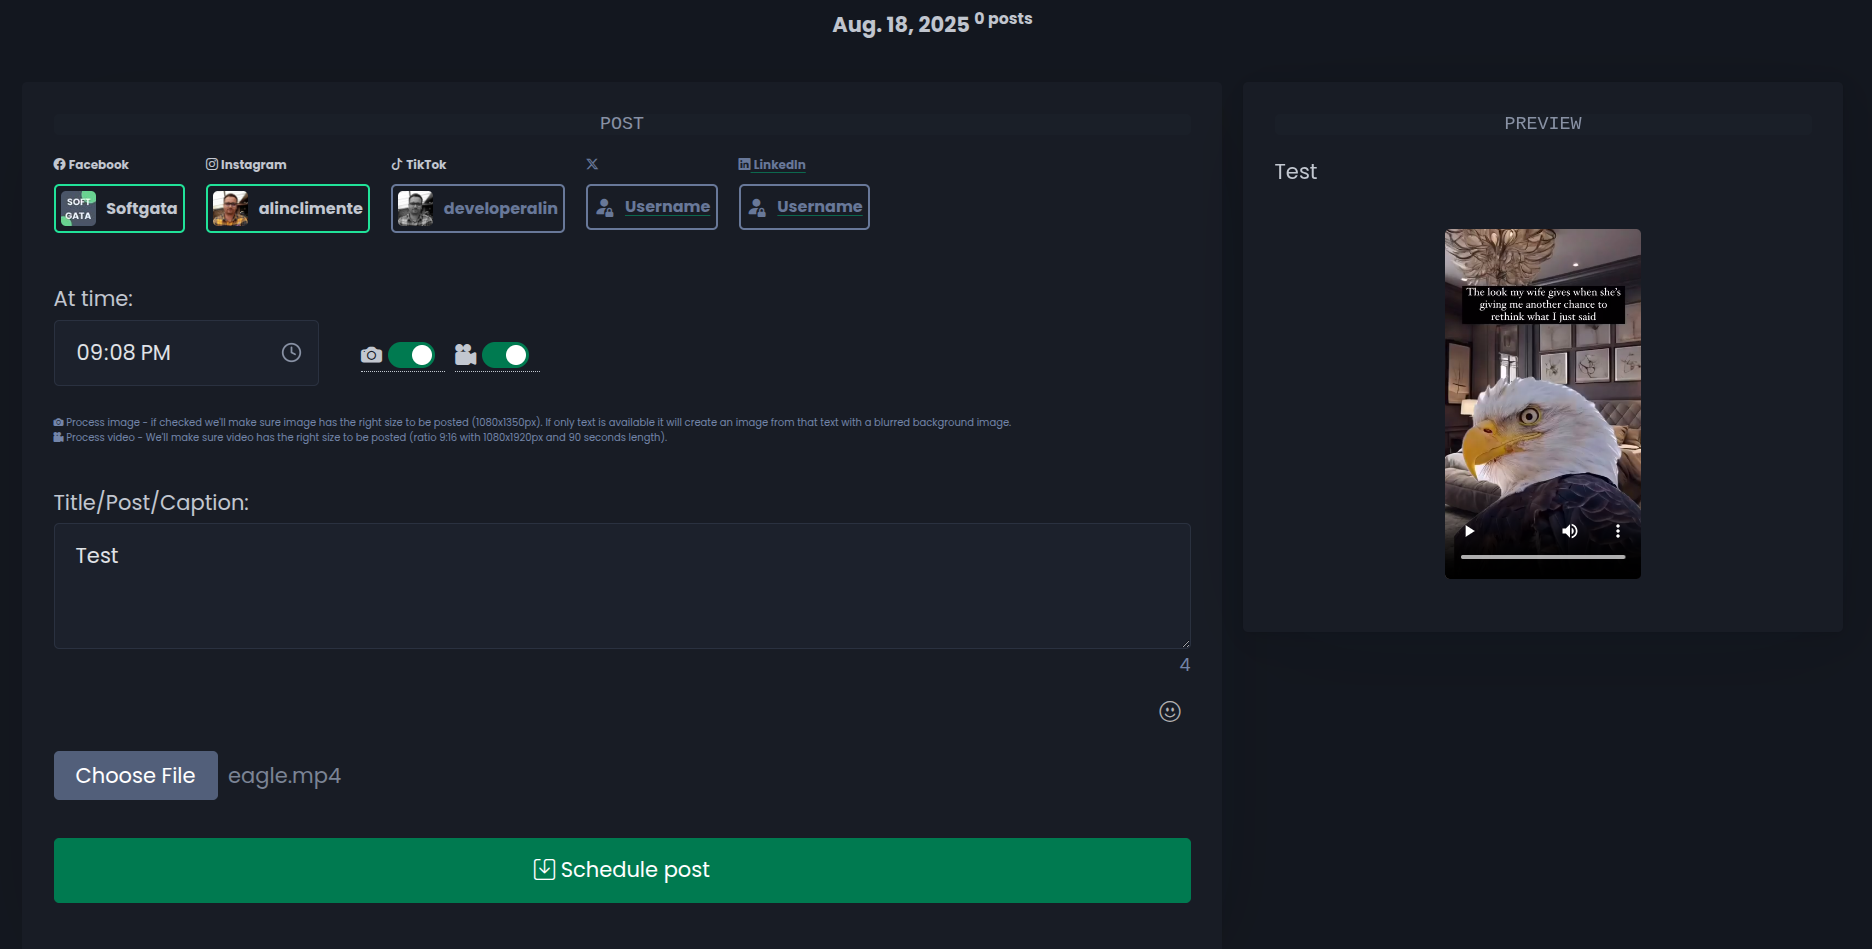 Aug. 18, 2025 0 posts
POST
Facebook
Instagram
TikTok
LinkedIn
SOFT
GATA
Softgata
alinclimente
developeralin
Username
Username
At time:
09:08 PM
Process image - if checked we'll make sure image has the right size to be posted (1080x1350px). If only text is available it will create an image from that text with a blurred background image.
Process video - We'll make sure video has the right size to be posted (ratio 9:16 with 1080x1920px and 90 seconds length).
Title/Post/Caption:
Test
4
Choose File eagle.mp4
Schedule post
PREVIEW
Test
The look my wife gives when she's
giving me another chance to
rethink what I just said